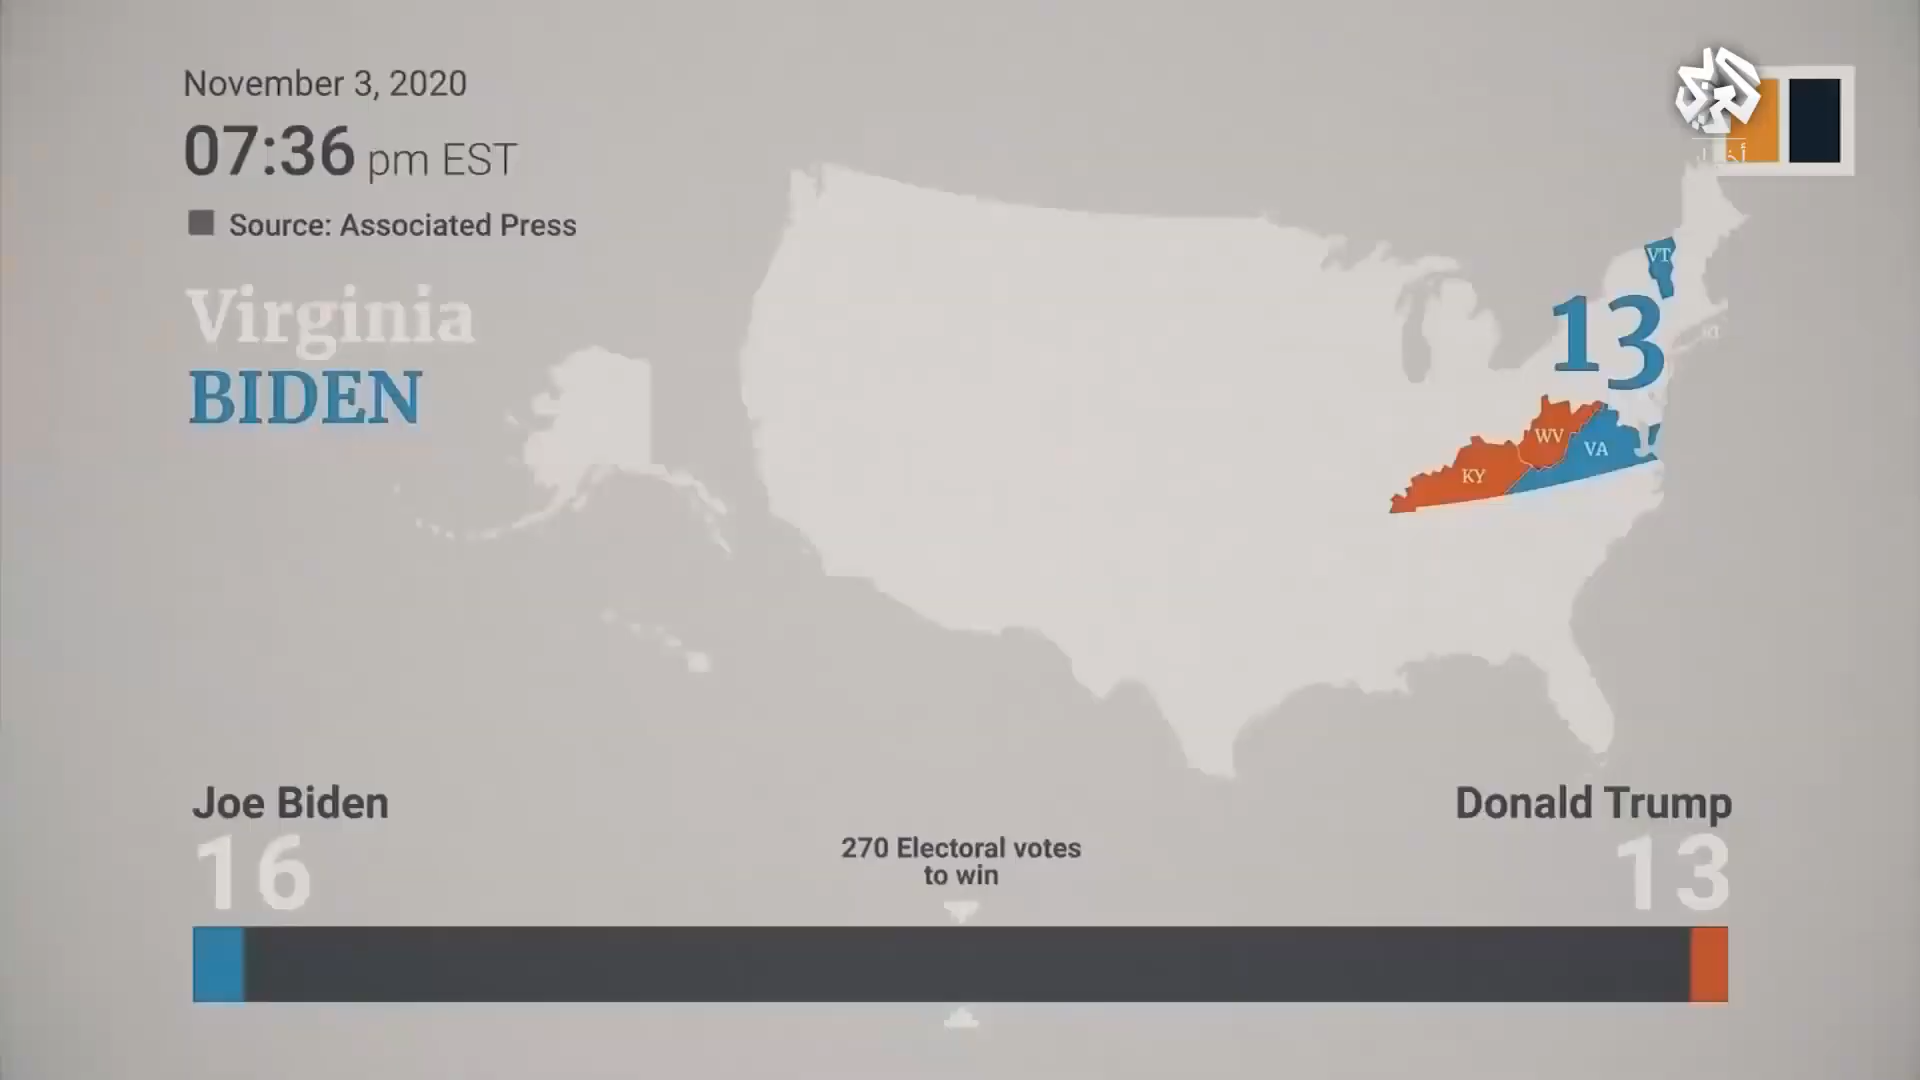 November 3, 2020
07:36 pm EST
Source: Associated Press
Virginia
BIDEN
VT
13
WV
VA
KY
العربي
Joe Biden
16
270 Electoral votes
to win
Donald Trump
13